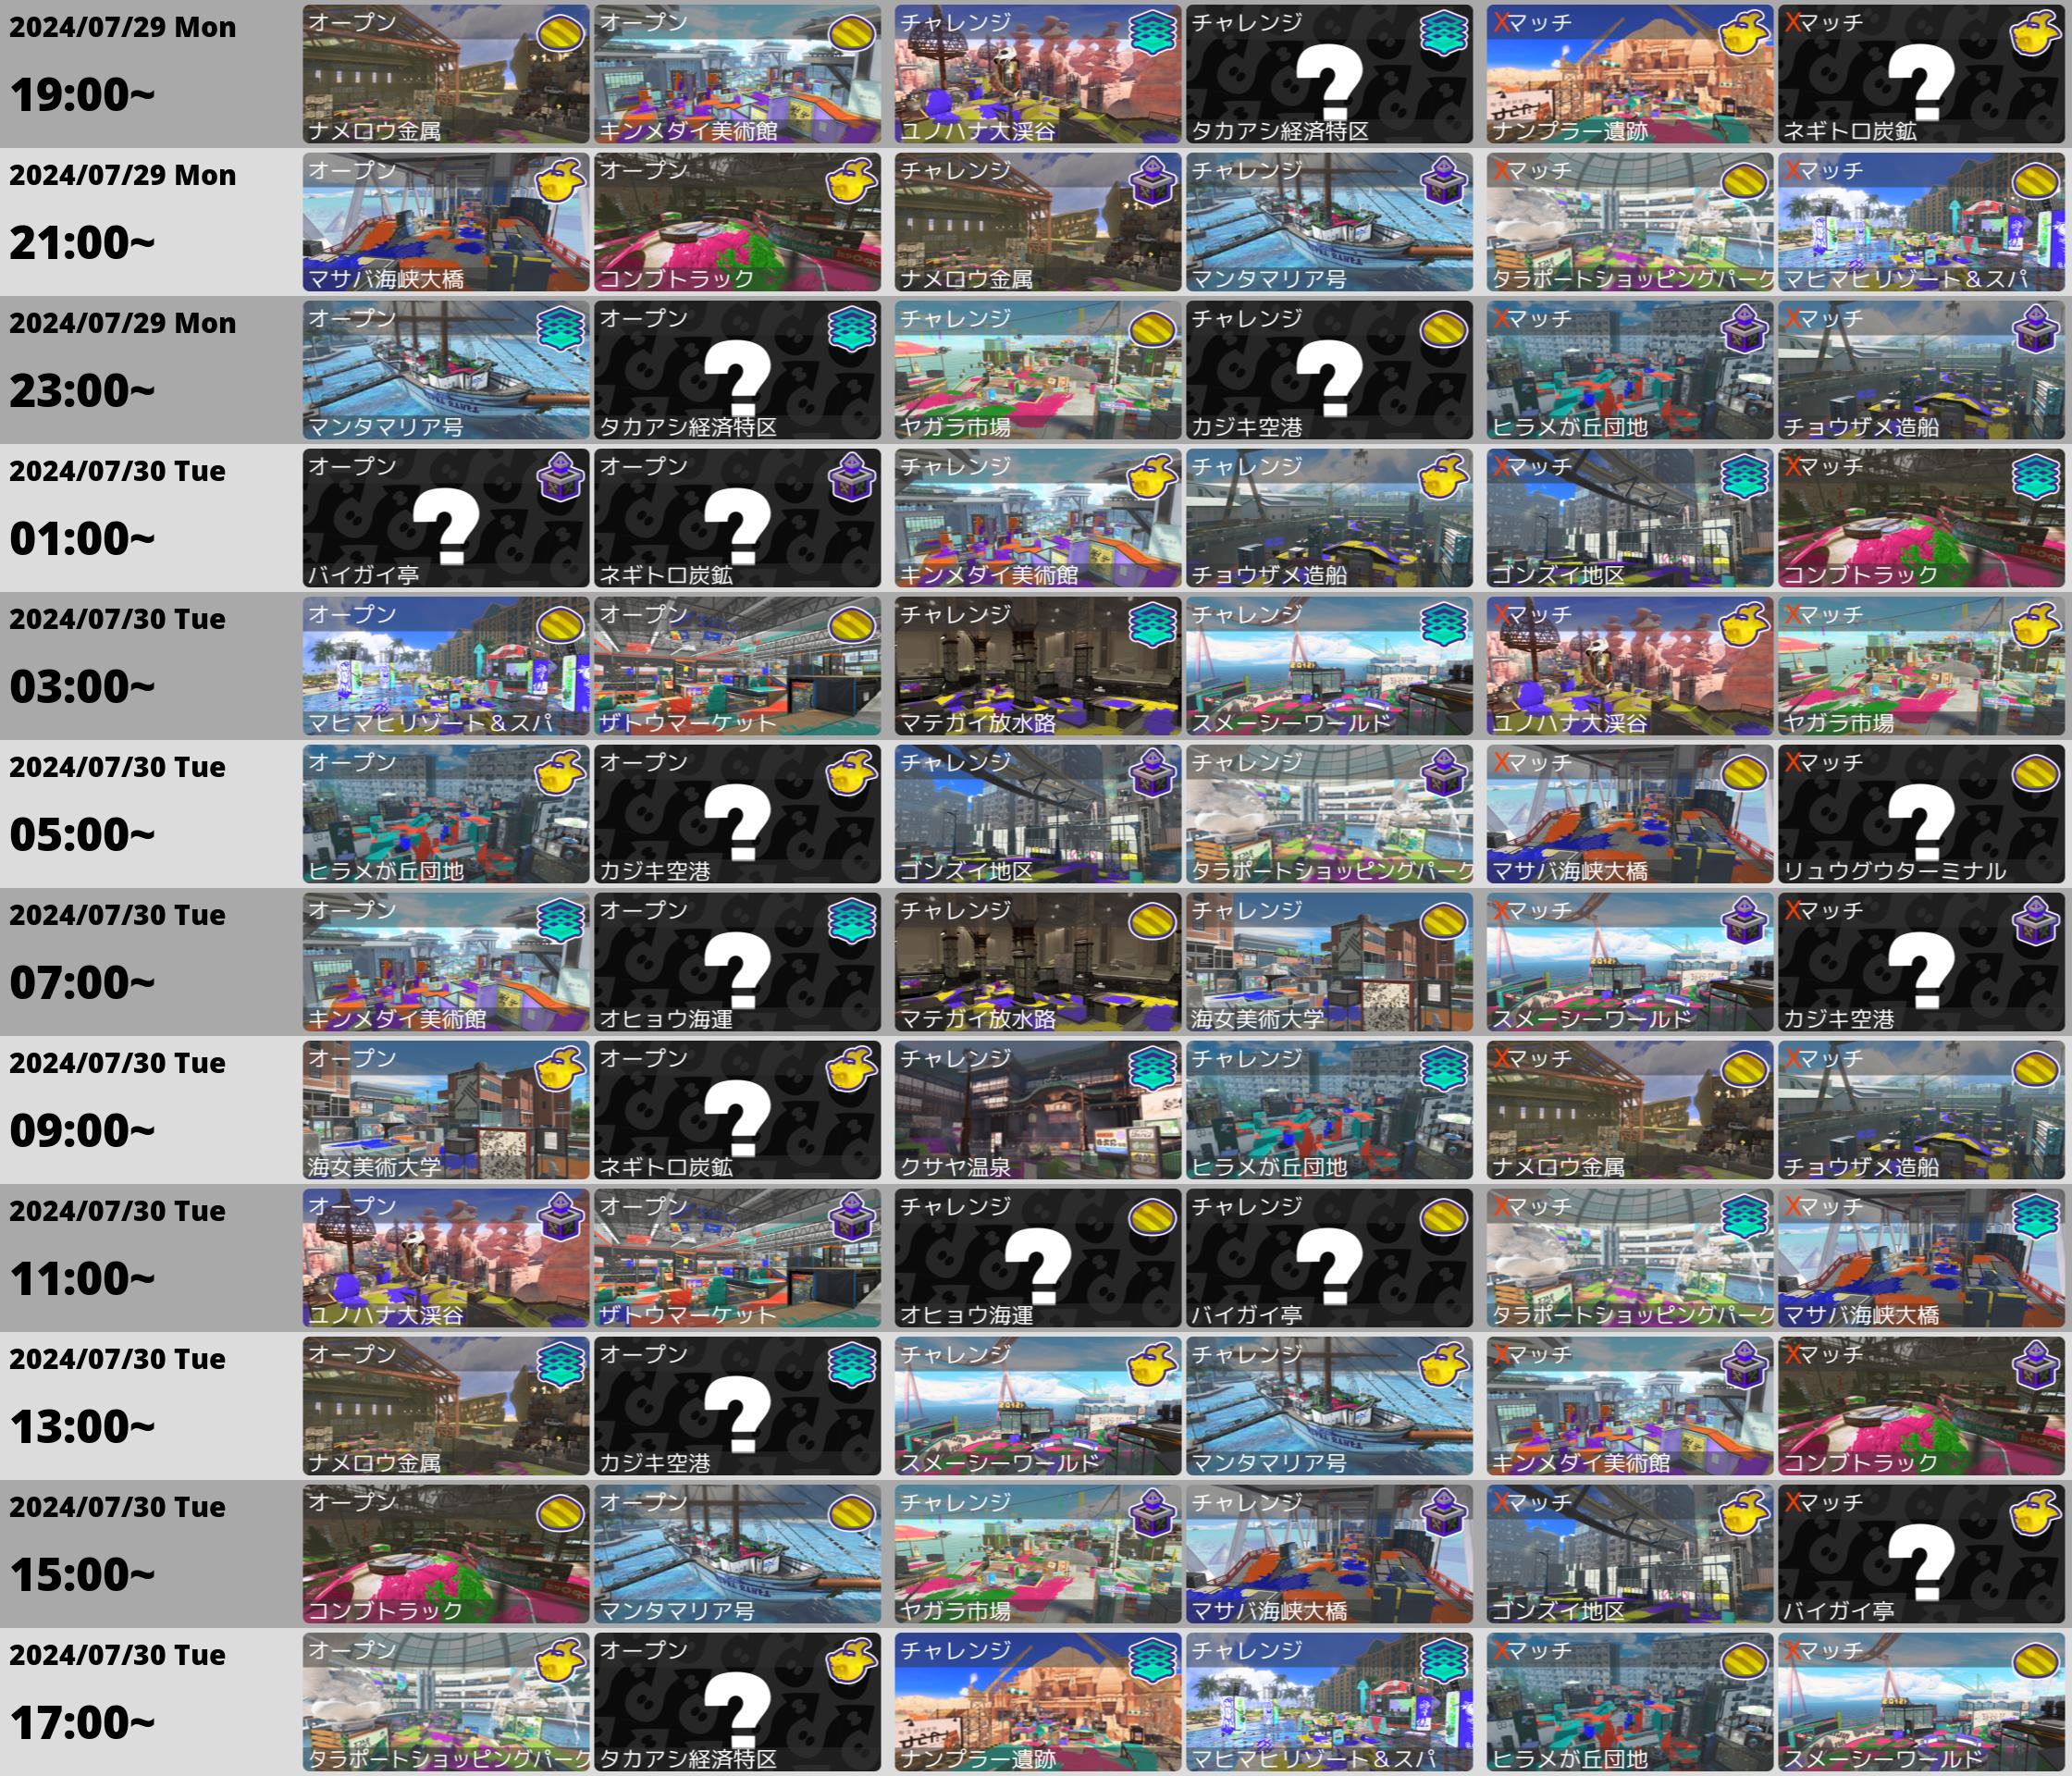 2024/07/29 Mon
19:00~
オープン オープン チャレンジ チャレンジ Xマッチ Xマッチ
ナメロウ金属 キンメダイ美術館 ユノハナ大渓谷 タカアシ経済特区 ナンプラー遺跡 ネギトロ炭鉱
2024/07/29 Mon
21:00~
オープン オープン チャレンジ チャレンジ Xマッチ Xマッチ
マサバ海峡大橋 コンブトラック ナメロウ金属 マンタマリア号 タラポートショッピングパーク マヒマヒリゾート&スパ
2024/07/29 Mon
23:00~
オープン オープン チャレンジ チャレンジ Xマッチ Xマッチ
マンタマリア号 タカアシ経済特区 ヤガラ市場 カジキ空港 ヒラメが丘団地 チョウザメ造船
2024/07/30 Tue
01:00~
オープン オープン チャレンジ チャレンジ Xマッチ Xマッチ
バイガイ亭 ネギトロ炭鉱 キンメダイ美術館 チョウザメ造船 ゴンズイ地区 コンブトラック
2024/07/30 Tue
03:00~
オープン オープン チャレンジ チャレンジ Xマッチ Xマッチ
マヒマヒリゾート&スパ ザトウマーケット マテガイ放水路 スメーシーワールド ユノハナ大渓谷 ヤガラ市場
2024/07/30 Tue
05:00~
オープン オープン チャレンジ チャレンジ Xマッチ Xマッチ
ヒラメが丘団地 カジキ空港 ゴンズイ地区 タラポートショッピングパーク マサバ海峡大橋 リュウグウターミナル
2024/07/30 Tue
07:00~
オープン オープン チャレンジ チャレンジ Xマッチ Xマッチ
キンメダイ美術館 オヒョウ海運 マテガイ放水路 海女美術大学 スメーシーワールド カジキ空港
2024/07/30 Tue
09:00~
オープン オープン チャレンジ チャレンジ Xマッチ Xマッチ
海女美術大学 ネギトロ炭鉱 クサヤ温泉 ヒラメが丘団地 ナメロウ金属 チョウザメ造船
2024/07/30 Tue
11:00~
オープン オープン チャレンジ チャレンジ Xマッチ Xマッチ
ユノハナ大渓谷 ザトウマーケット オヒョウ海運 バイガイ亭 タラポートショッピングパーク マサバ海峡大橋
2024/07/30 Tue
13:00~
オープン オープン チャレンジ チャレンジ Xマッチ Xマッチ
ナメロウ金属 カジキ空港 スメーシーワールド マンタマリア号 キンメダイ美術館 コンブトラック
2024/07/30 Tue
15:00~
オープン オープン チャレンジ チャレンジ Xマッチ Xマッチ
コンブトラック マンタマリア号 ヤガラ市場 マサバ海峡大橋 ゴンズイ地区 バイガイ亭
2024/07/30 Tue
17:00~
オープン オープン チャレンジ チャレンジ Xマッチ Xマッチ
タラポートショッピングパーク タカアシ経済特区 ナンプラー遺跡 マヒマヒリゾート&スパ ヒラメが丘団地 スメーシーワールド